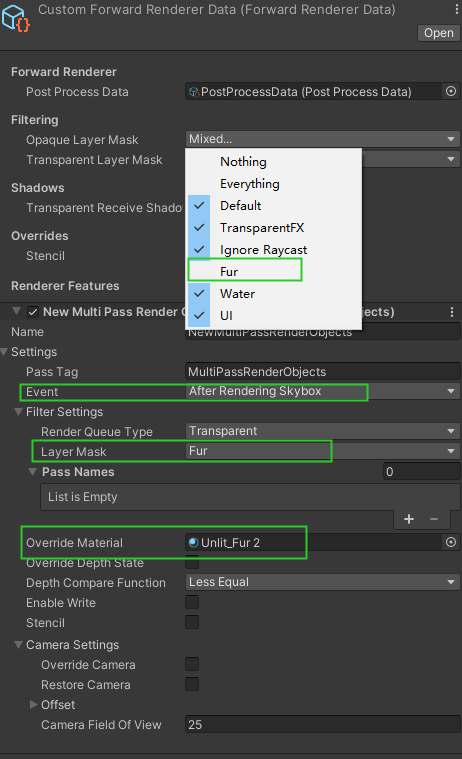 Custom Forward Renderer Data (Forward Renderer Data)
Open
Forward Renderer
Post Process Data PostProcessData (Post Process Data)
Filtering
Opaque Layer Mask Mixed...
Transparent Layer Mask
Nothing
Everything
Default
TransparentFX
Ignore Raycast
Fur
Water
UI
Shadows
Transparent Receive Shado
Overrides
Stencil
Renderer Features
New Multi Pass Render
Name NewMultiPassRenderObjects
Settings
Pass Tag MultiPassRenderObjects
Event After Rendering Skybox
Filter Settings
Render Queue Type Transparent
Layer Mask Fur
Pass Names 0
List is Empty
+ −
Override Material Unlit_Fur 2
Override Depth State
Depth Compare Function Less Equal
Enable Write
Stencil
Camera Settings
Override Camera
Restore Camera
Offset
Camera Field Of View 25